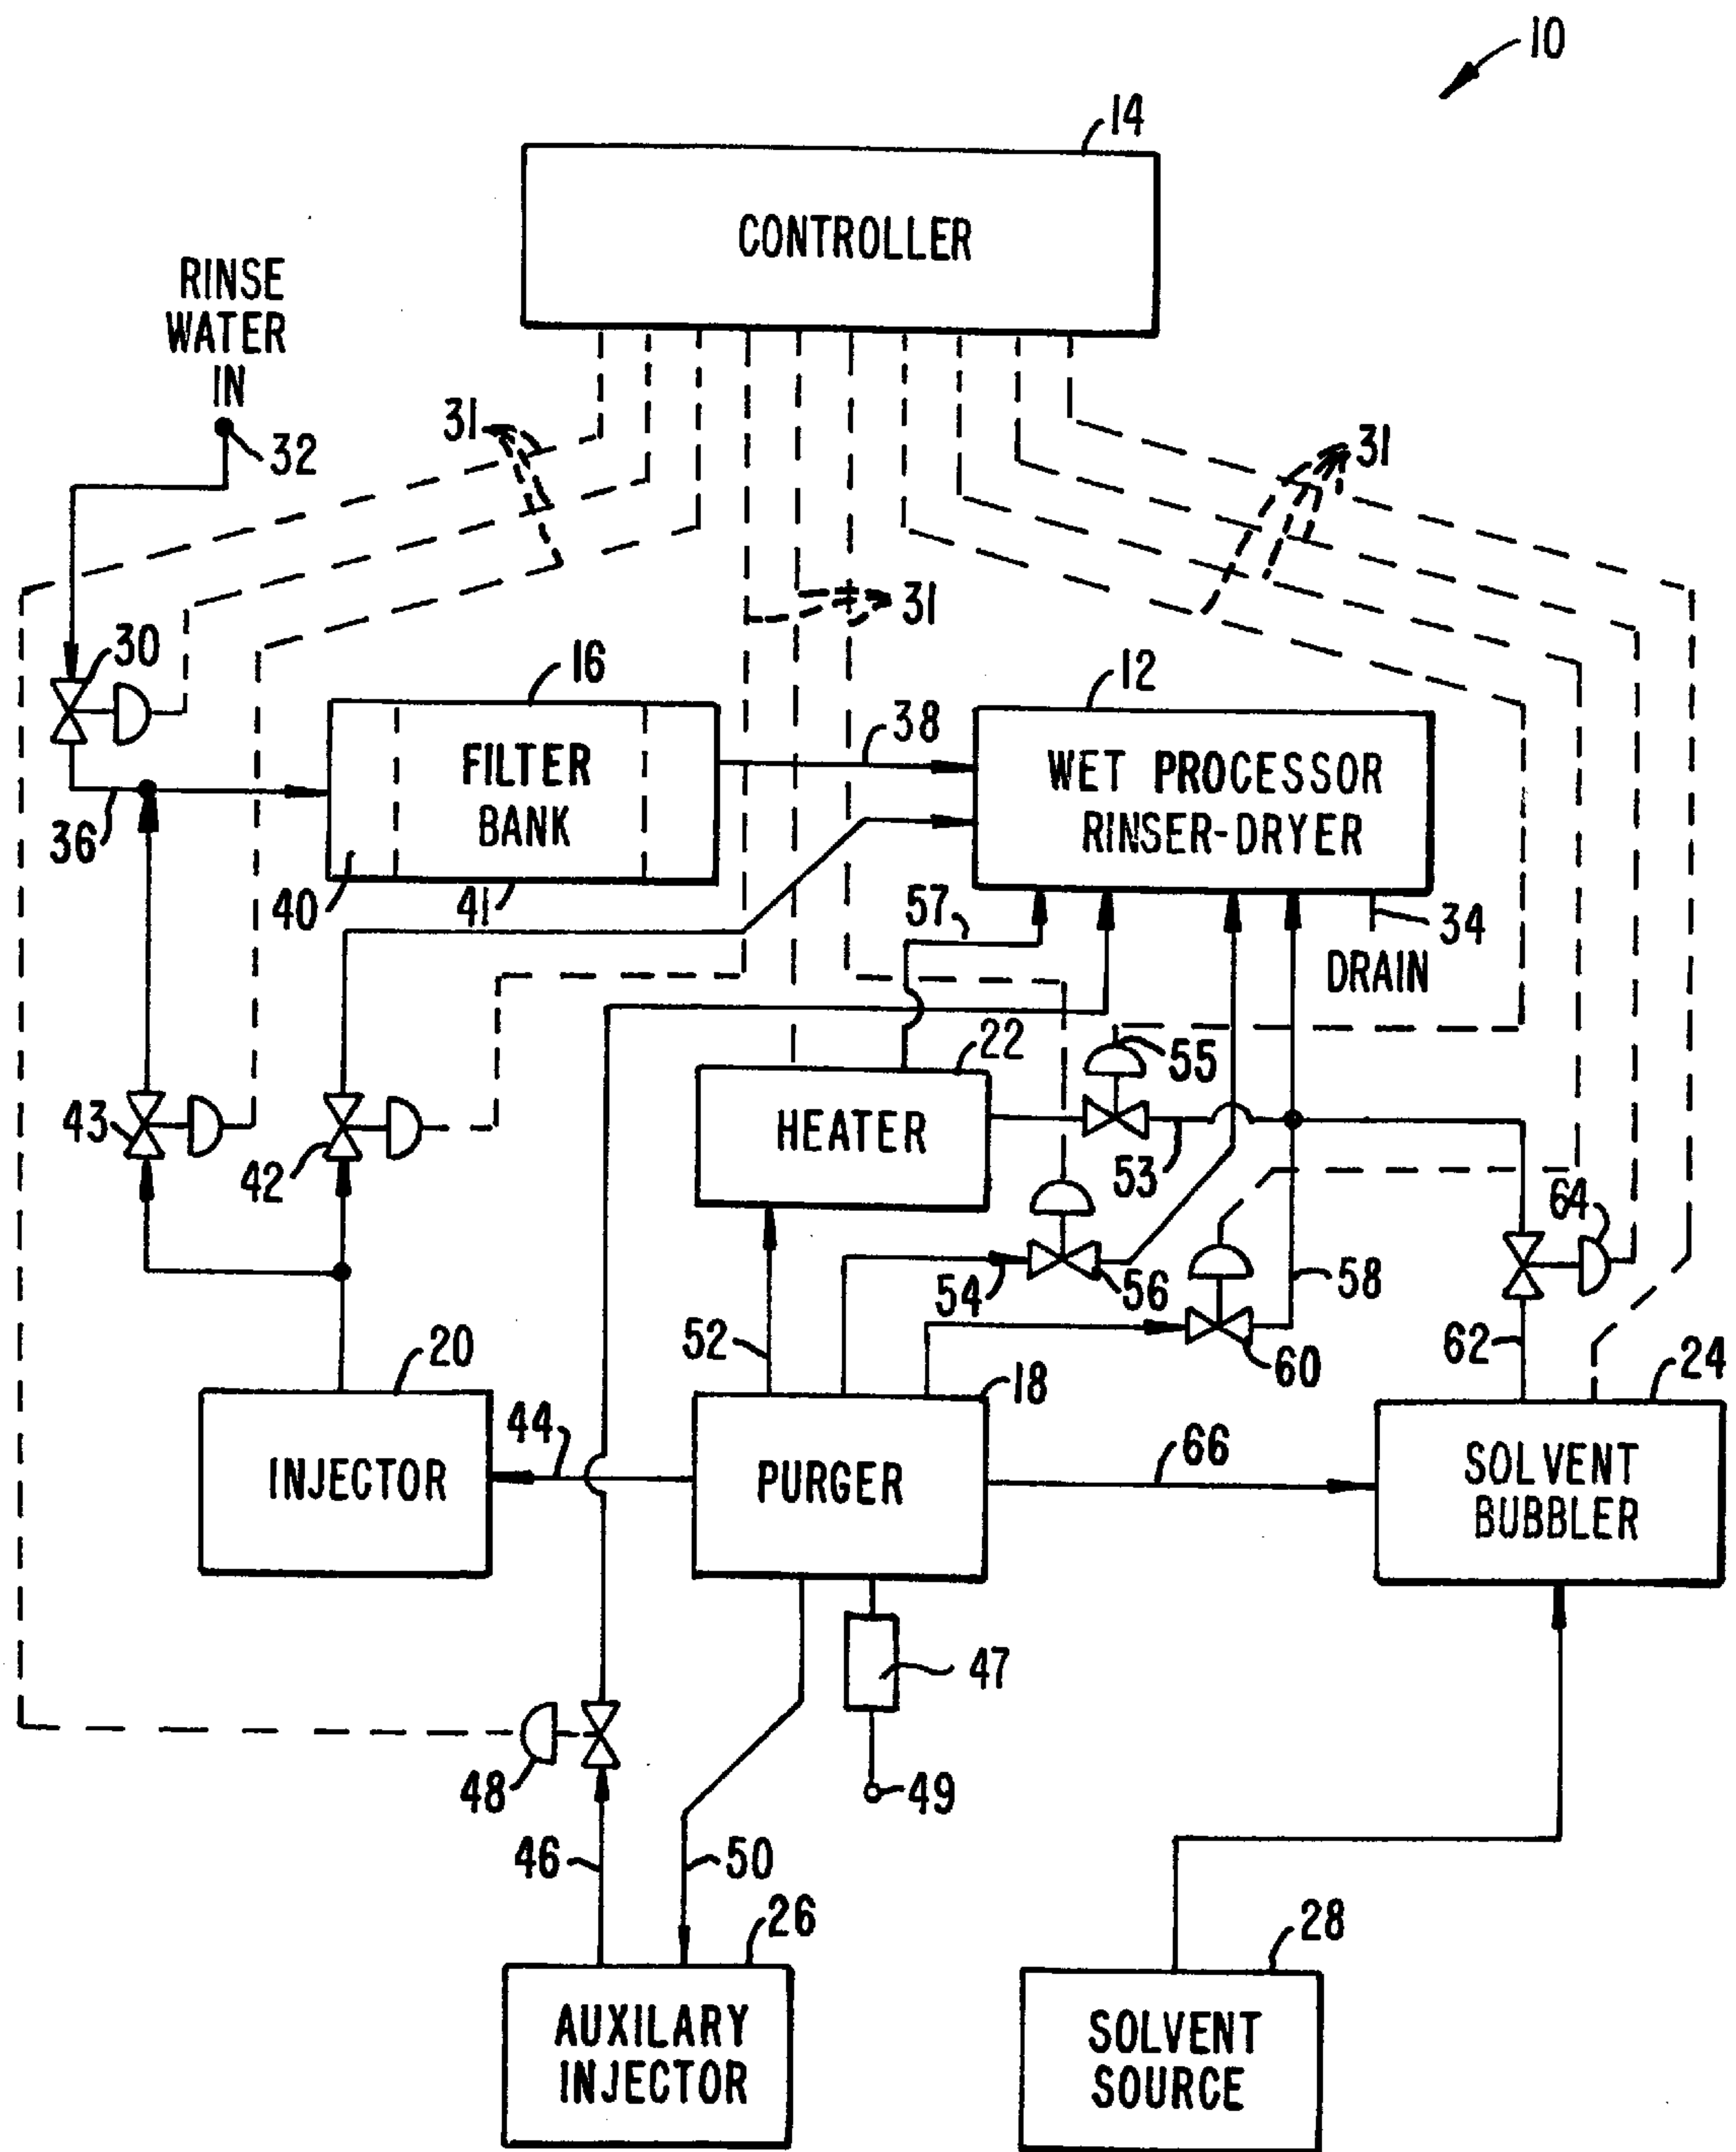 10
14
CONTROLLER
RINSE
WATER
IN
32
31
31
31
30
16
12
38
FILTER
BANK
WET PROCESSOR
RINSER-DRYER
36
40
41
57
34
DRAIN
22
55
43
42
HEATER
53
64
54
56
58
52
60
62
20
18
24
44
66
INJECTOR
PURGER
SOLVENT
BUBBLER
47
48
49
46
50
26
28
AUXILARY
INJECTOR
SOLVENT
SOURCE